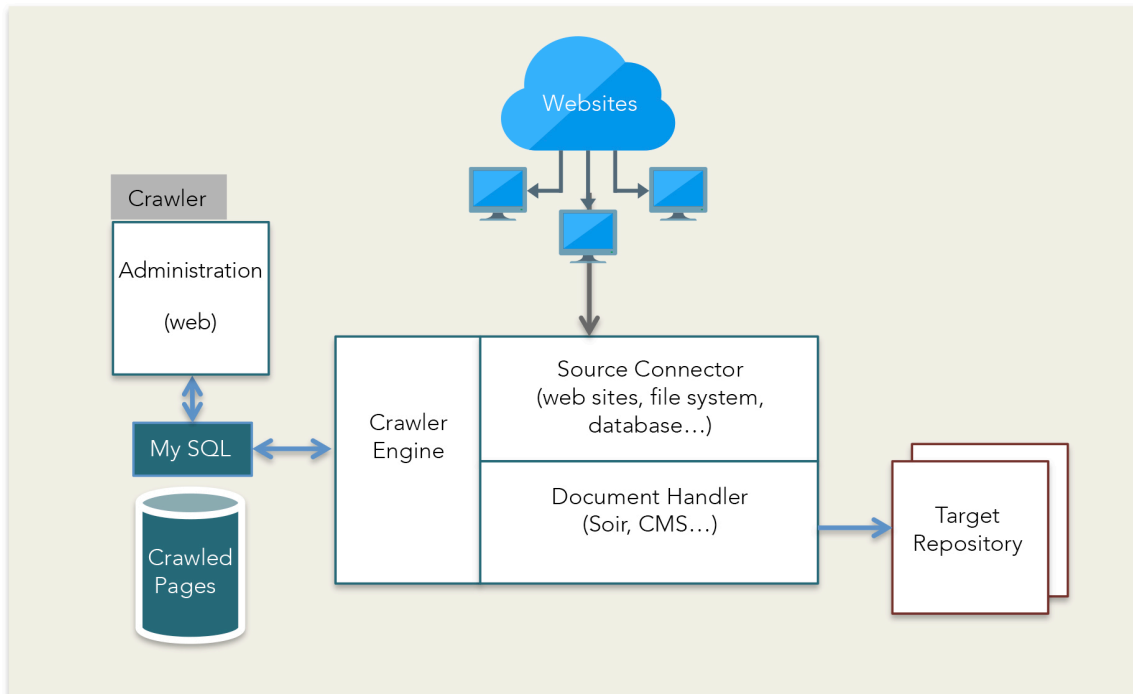 Websites
Crawler
Administration
(web)
My SQL
Crawled
Pages
Crawler
Engine
Source Connector
(web sites, file system,
database…)
Document Handler
(Soir, CMS…)
Target
Repository